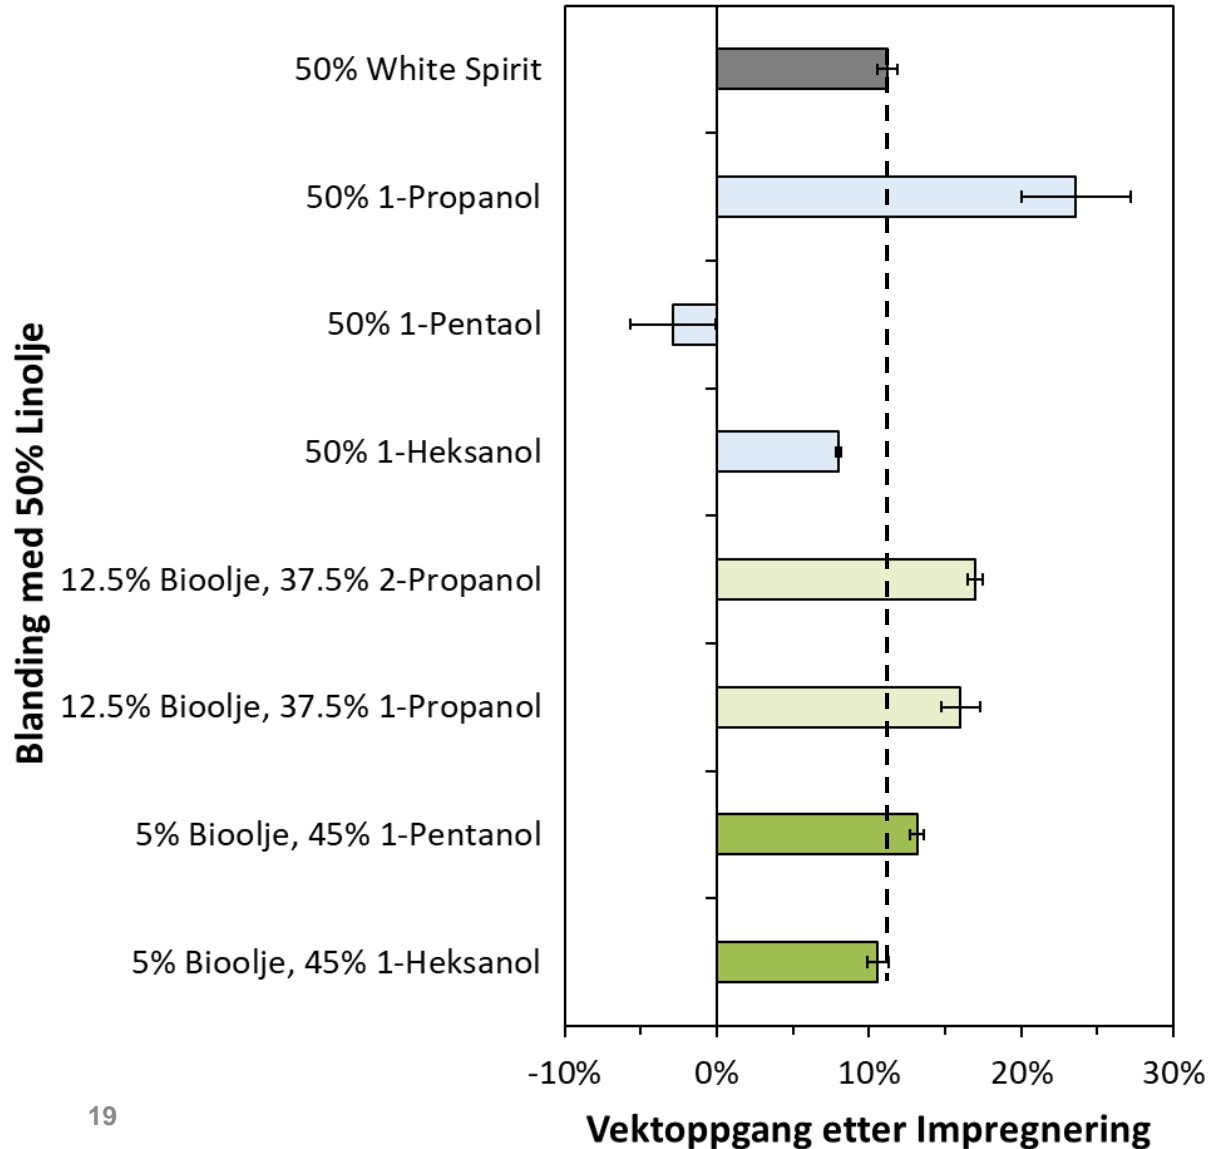 50% White Spirit
50% 1-Propanol
50% 1-Pentaol
50% 1-Heksanol
12.5% Bioolje, 37.5% 2-Propanol
12.5% Bioolje, 37.5% 1-Propanol
5% Bioolje, 45% 1-Pentanol
5% Bioolje, 45% 1-Heksanol
Blanding med 50% Linolje
-10% 0% 10% 20% 30%
Vektoppgang etter Impregnering
19